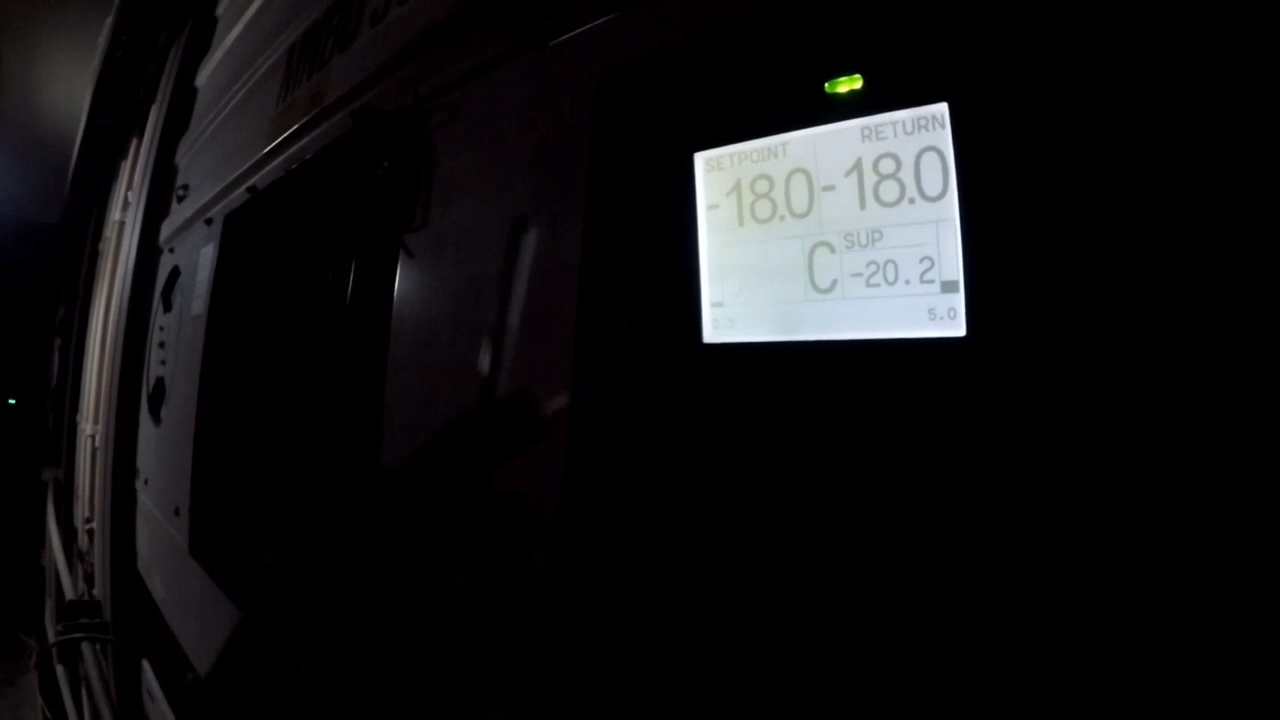 SETPOINT RETURN
-18.0 -18.0
C SUP
-20.2
5.0